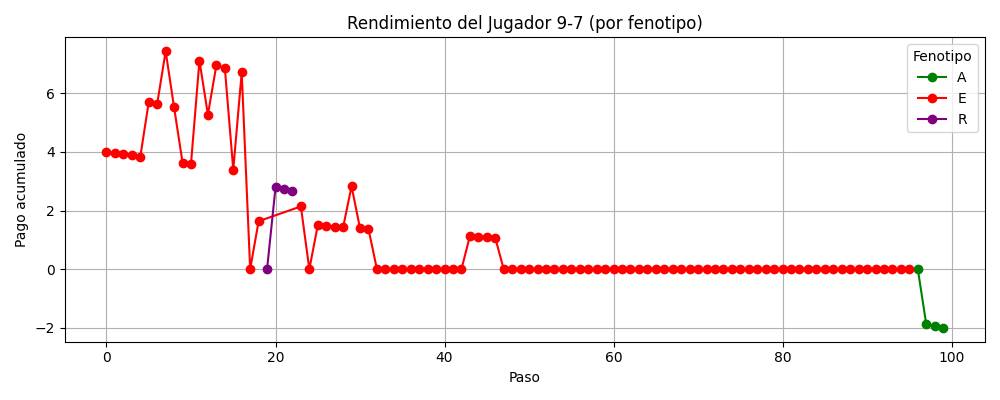 Rendimiento del Jugador 9-7 (por fenotipo)
Pago acumulado
6
4
2
0
−2
Fenotipo
A
E
R
0 20 40 60 80 100
Paso